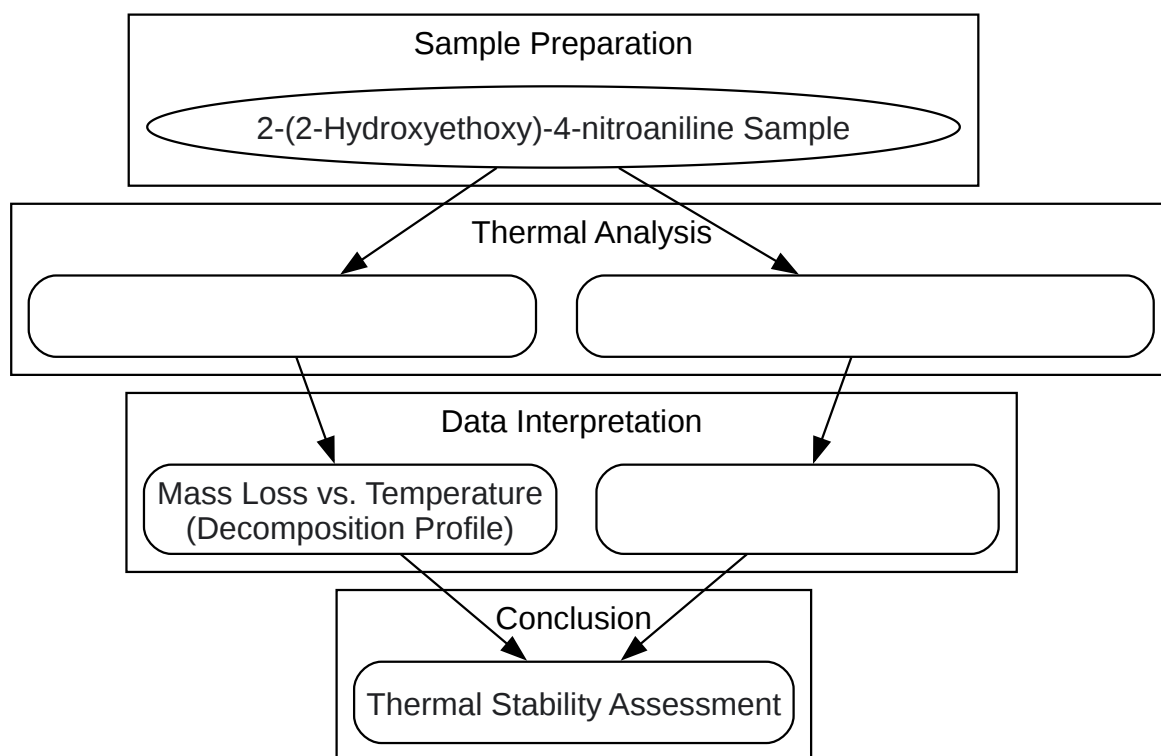 Sample Preparation
2-(2-Hydroxyethoxy)-4-nitroaniline Sample
Thermal Analysis
Data Interpretation
Mass Loss vs. Temperature
(Decomposition Profile)
Conclusion
Thermal Stability Assessment